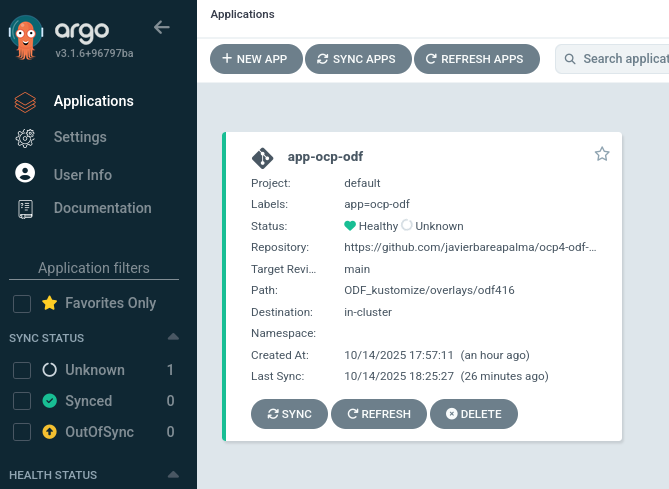 argo
v3.1.6+96797ba
Applications
Settings
User Info
Documentation
Application filters
Favorites Only
SYNC STATUS
Unknown 1
Synced 0
OutOfSync 0
HEALTH STATUS
Applications
+ NEW APP SYNC APPS REFRESH APPS Search applicat
app-ocp-odf
Project: default
Labels: app=ocp-odf
Status: Healthy Unknown
Repository: https://github.com/javierbareapalma/ocp4-odf-...
Target Revi... main
Path: ODF_kustomize/overlays/odf416
Destination: in-cluster
Namespace:
Created At: 10/14/2025 17:57:11 (an hour ago)
Last Sync: 10/14/2025 18:25:27 (26 minutes ago)
SYNC REFRESH DELETE